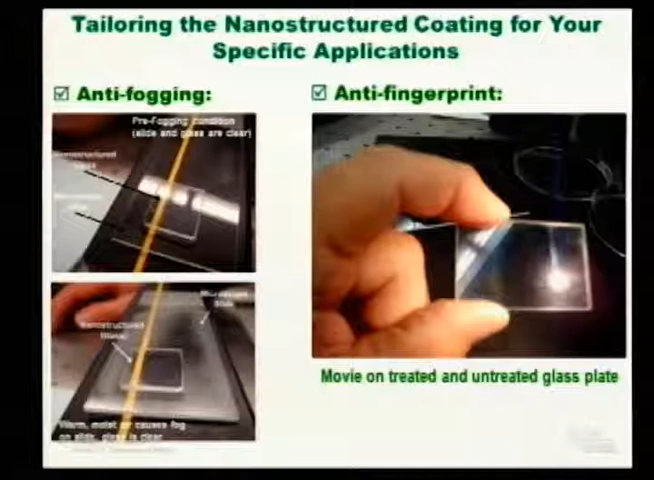 Tailoring the Nanostructured Coating for Your
Specific Applications
Anti-fogging:
Anti-fingerprint:
Pre-Fogging condition
(slide and glass are clear)
Nanostructured
Microscope
Slide
Nanostructured
Warm, moist air causes fog
on slide, glass is clear
Movie on treated and untreated glass plate